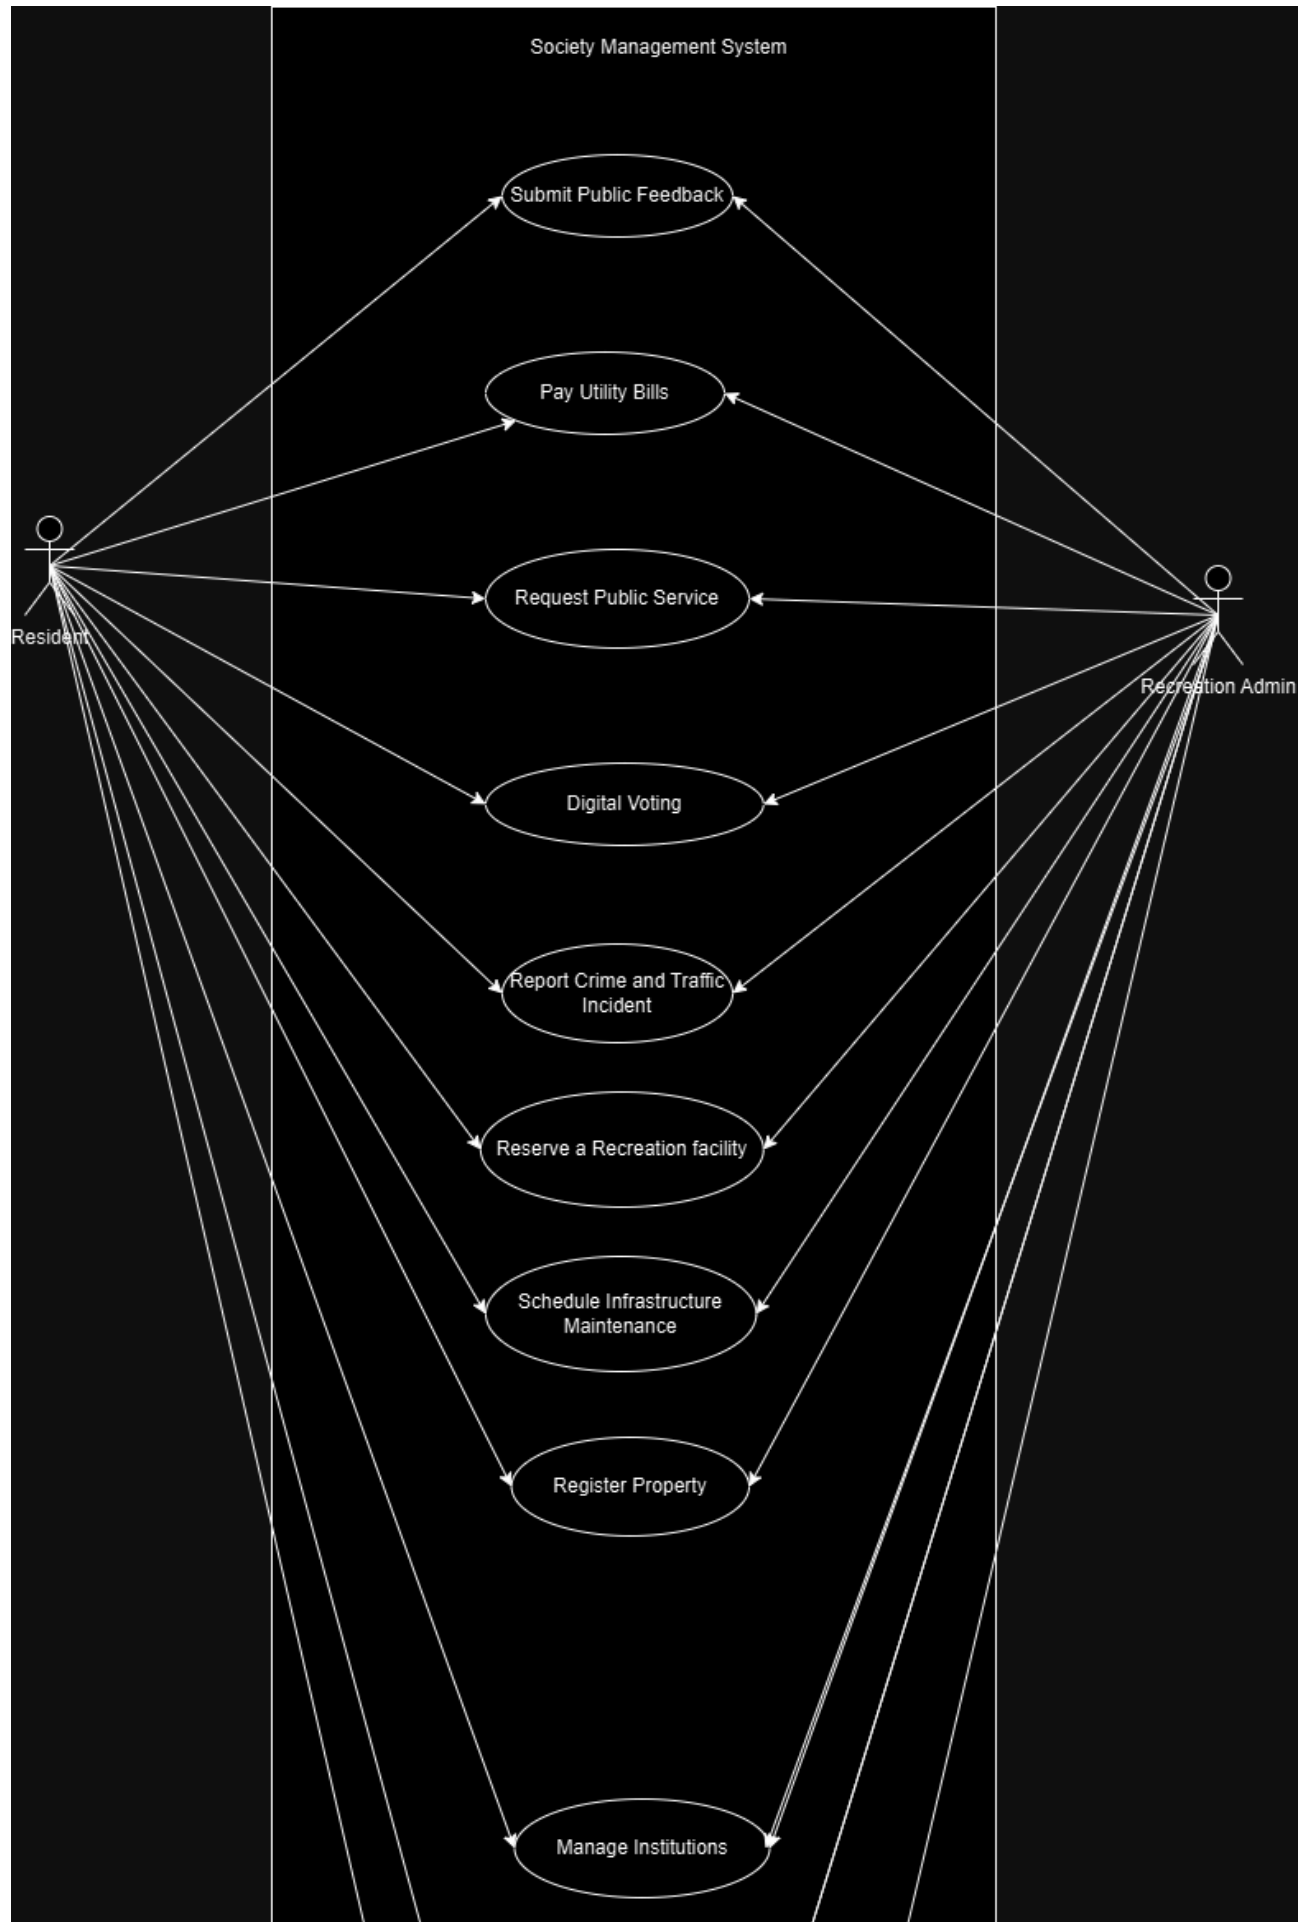 Society Management System
Submit Public Feedback
Pay Utility Bills
Request Public Service
Resident
Recreation Admin
Digital Voting
Report Crime and Traffic
Incident
Reserve a Recreation facility
Schedule Infrastructure
Maintenance
Register Property
Manage Institutions